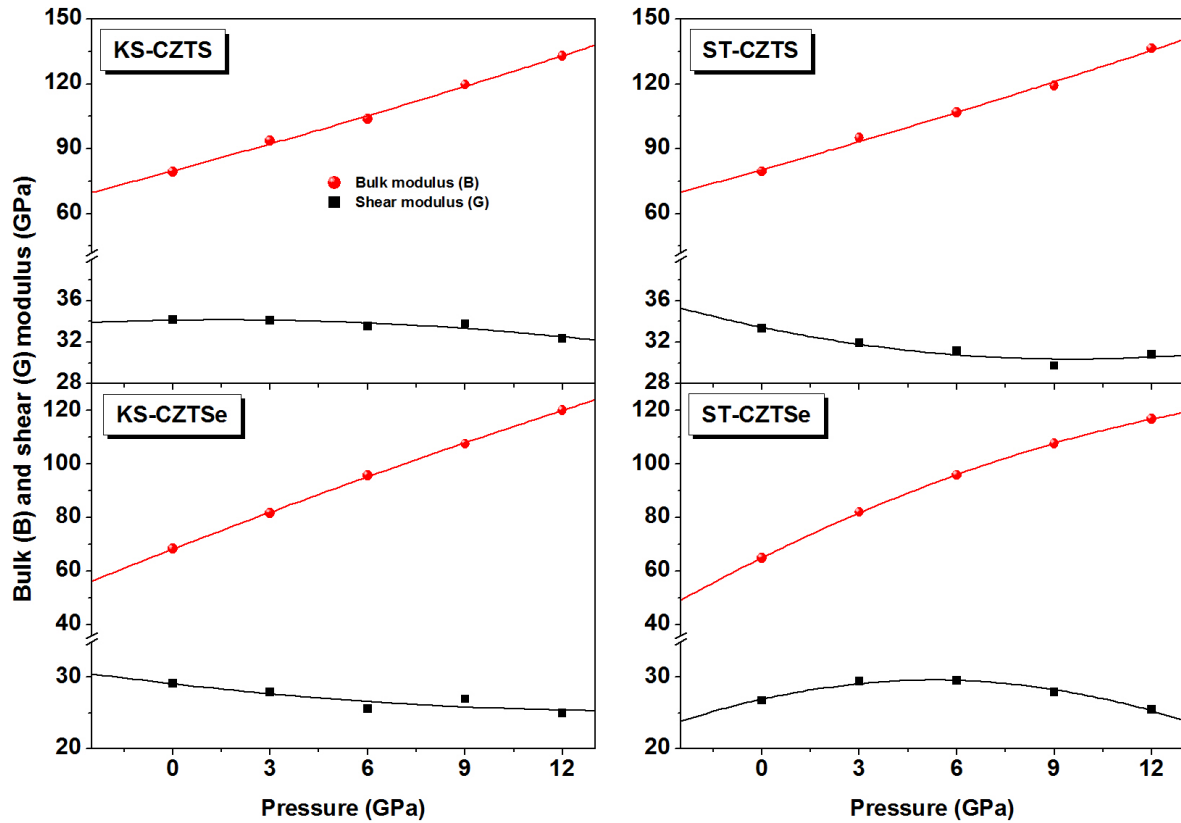 Bulk (B) and shear (G) modulus (GPa)
KS-CZTS
150
120
90
60
36
32
28
Bulk modulus (B)
Shear modulus (G)
ST-CZTS
150
120
90
60
36
32
28
KS-CZTSe
120
100
80
60
40
30
20
0 3 6 9 12
Pressure (GPa)
ST-CZTSe
120
100
80
60
40
30
20
0 3 6 9 12
Pressure (GPa)